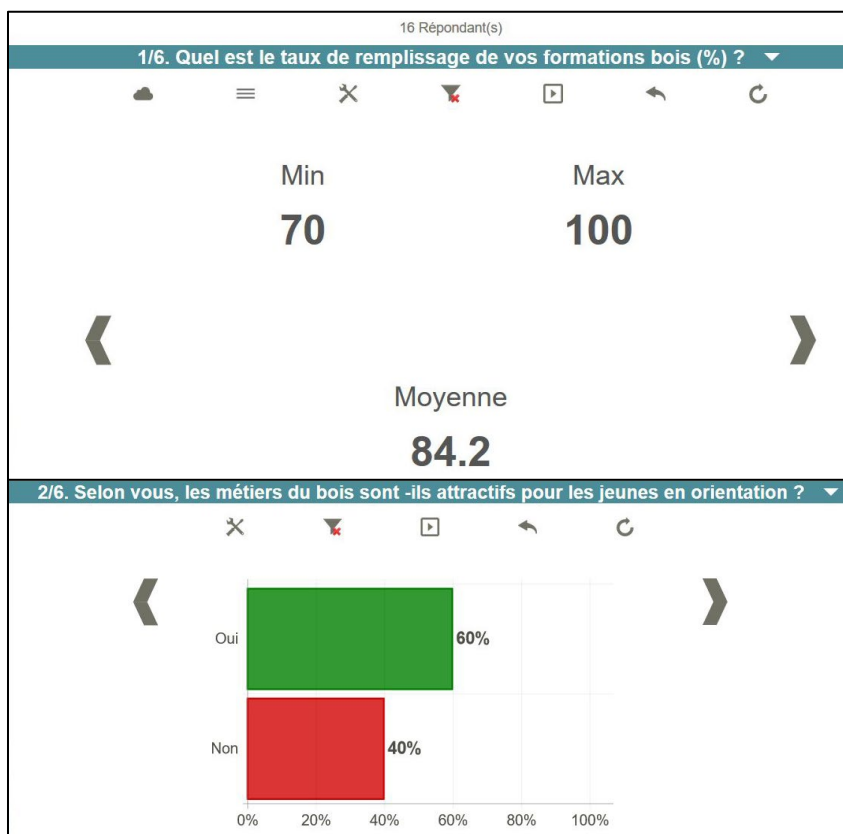 16 Répondant(s)
1/6. Quel est le taux de remplissage de vos formations bois (%) ?
Min
Max
70
100
Moyenne
84.2
2/6. Selon vous, les métiers du bois sont -ils attractifs pour les jeunes en orientation ?
Oui
60%
Non
40%
0% 20% 40% 60% 80% 100%